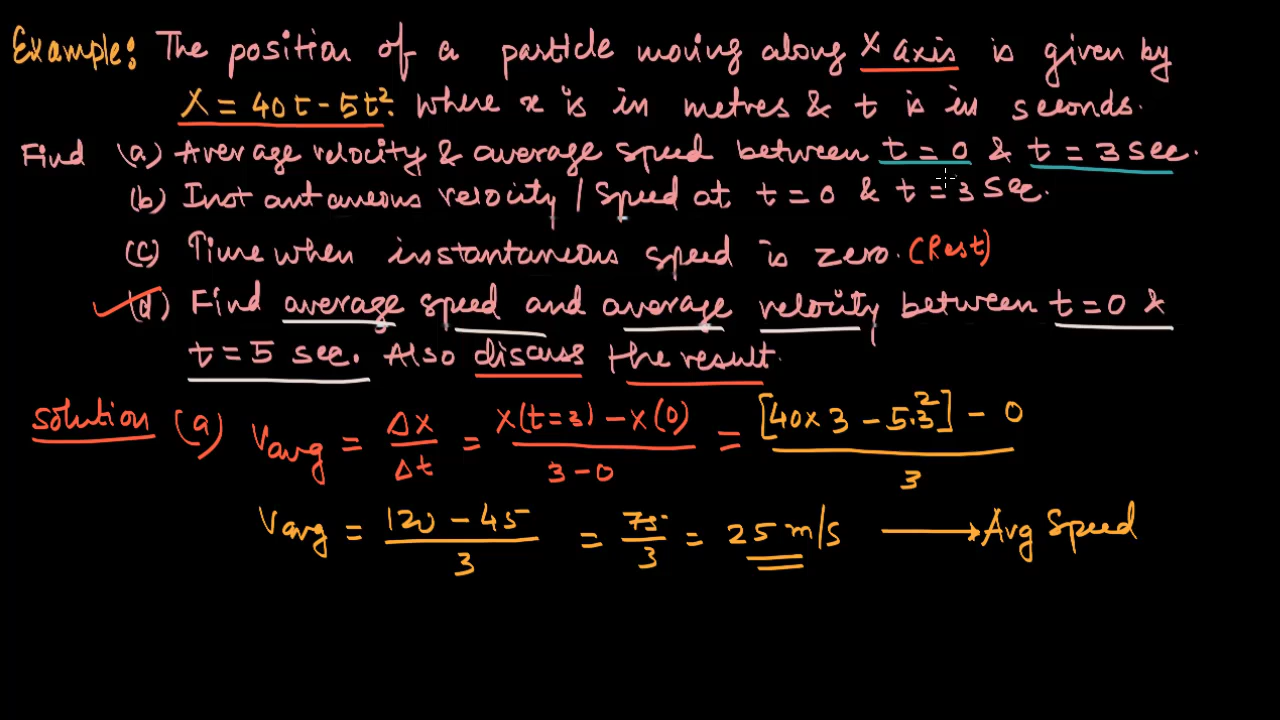 Example: The position of a particle moving along X axis is given by
X = 40t - 5t². where x is in metres & t is in seconds.
Find (a) Average velocity & average speed between t = 0 & t = 3 sec.
(b) Instantaneous velocity / Speed at t = 0 & t = 3 Sec.
(c) Time when instantaneous speed is zero. (Rest)
(d) Find average speed and average velocity between t = 0 &
t = 5 sec. Also discuss the result.
Solution (a) Vavg = Δx/Δt = (x(t=3) - x(0))/(3 - 0) = ([40×3 - 5·3²] - 0)/3
Vavg = (120 - 45)/3 = 75/3 = 25 m/s → Avg Speed